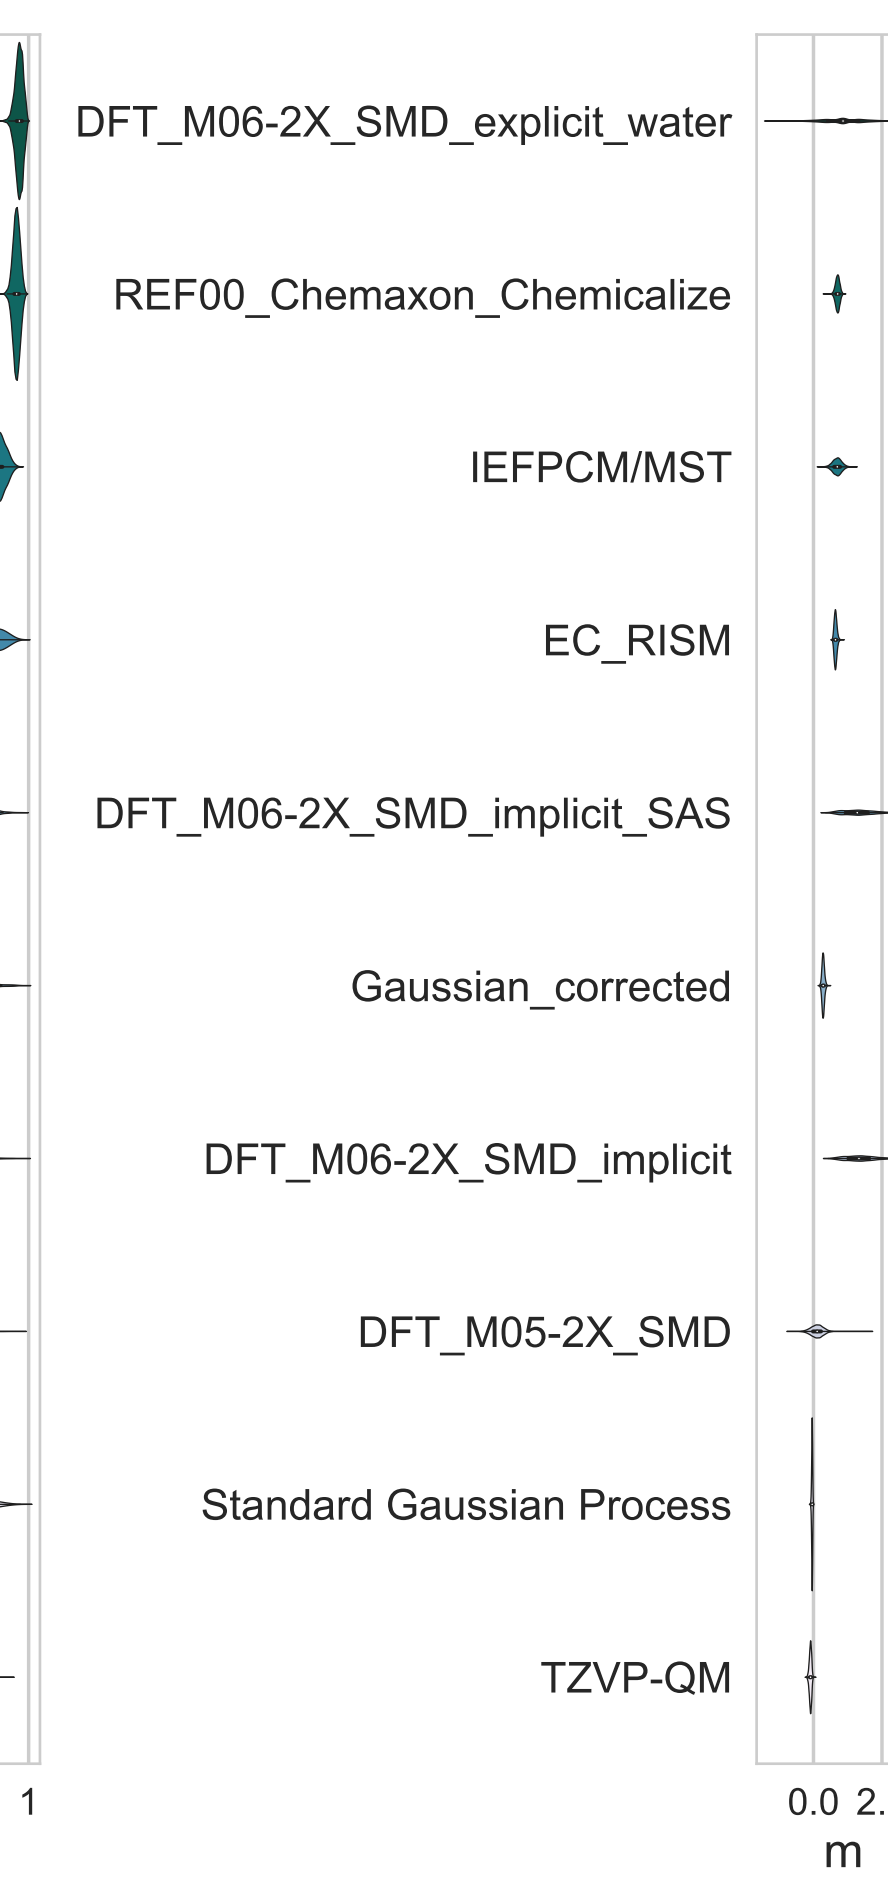 DFT_M06-2X_SMD_explicit_water
REF00_Chemaxon_Chemicalize
IEFPCM/MST
EC_RISM
DFT_M06-2X_SMD_implicit_SAS
Gaussian_corrected
DFT_M06-2X_SMD_implicit
DFT_M05-2X_SMD
Standard Gaussian Process
TZVP-QM
1 0.0 2.
m